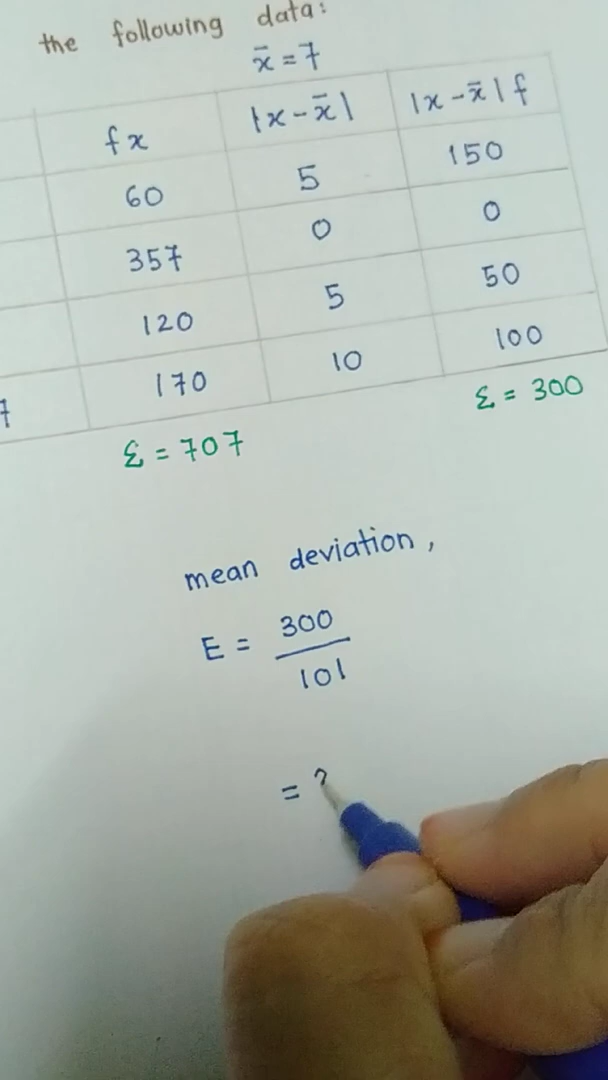 the following data:
x̄ = 7
fx |x - x̄| |x - x̄| f
60 5 150
357 0 0
120 5 50
7 170 10 100
Σ = 707 Σ = 300
mean deviation,
E = 300
101
=